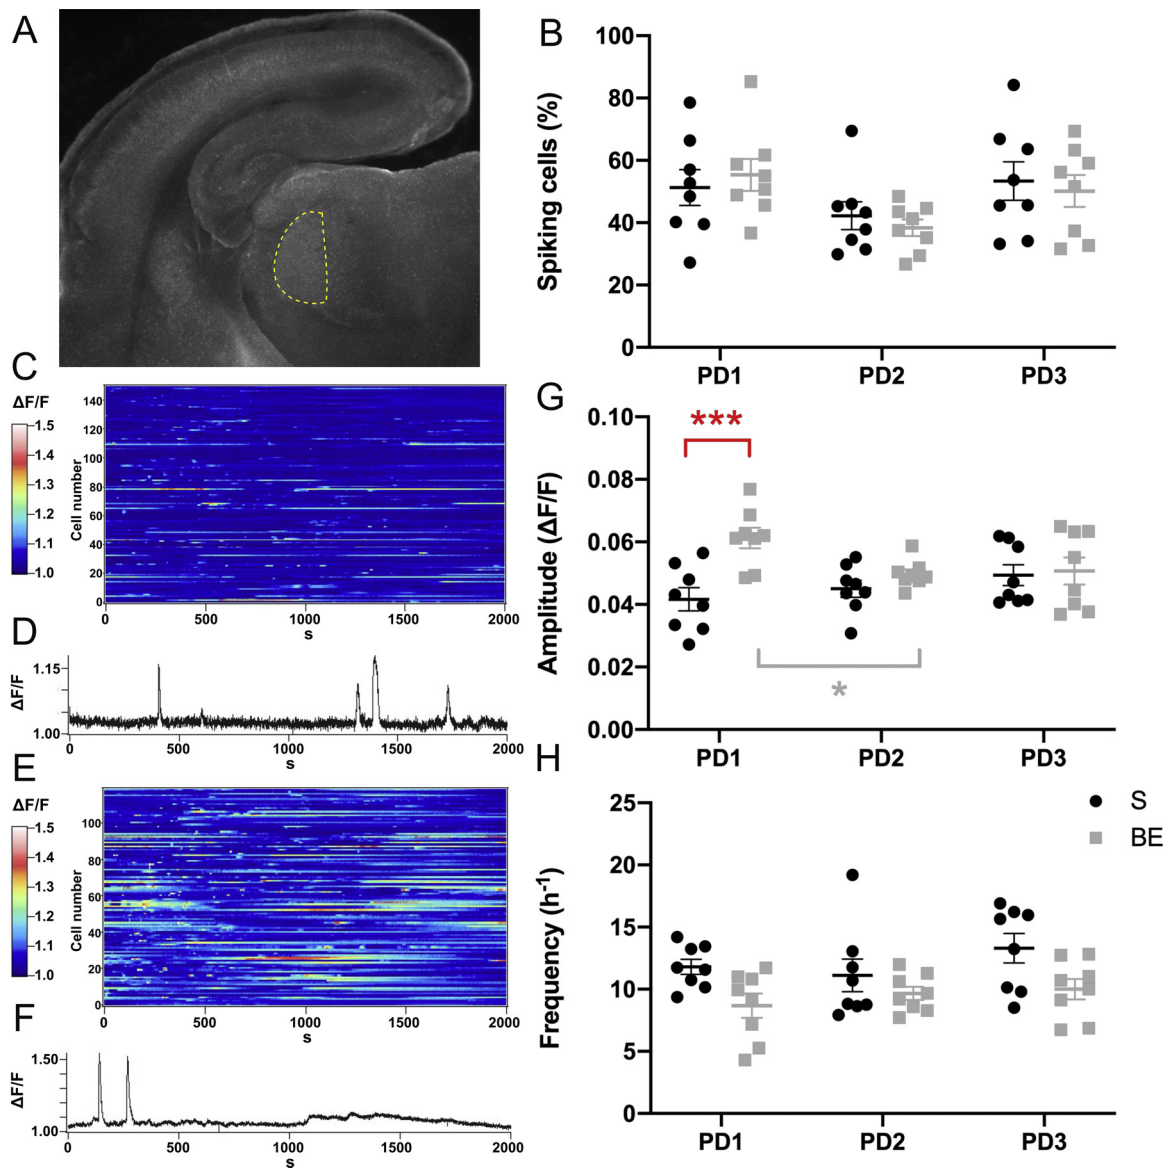 A
B
100
80
60
40
20
0
Spiking cells (%)
PD1
PD2
PD3
C
ΔF/F
1.5
1.4
1.3
1.2
1.1
1.0
Cell number
140
120
100
80
60
40
20
0
0
500
1000
1500
2000
s
D
ΔF/F
1.15
1.00
0
500
1000
1500
2000
s
E
ΔF/F
1.5
1.4
1.3
1.2
1.1
1.0
Cell number
100
80
60
40
20
0
0
500
1000
1500
2000
s
F
ΔF/F
1.50
1.00
0
500
1000
1500
2000
s
G
0.10
0.08
0.06
0.04
0.02
0.00
Amplitude (ΔF/F)
***
*
PD1
PD2
PD3
H
25
20
15
10
5
0
Frequency (h-1)
S
BE
PD1
PD2
PD3